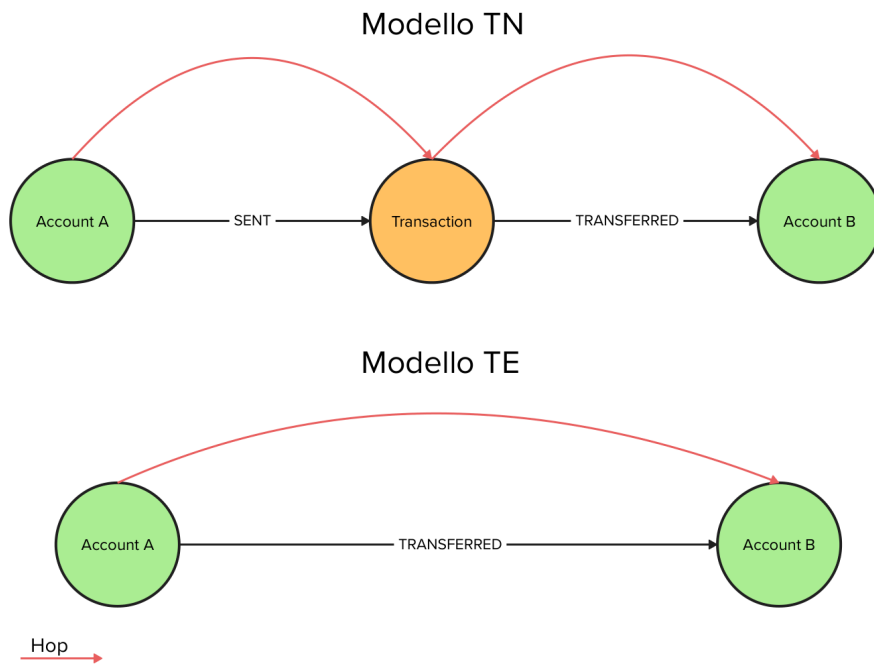 Modello TN
Account A
SENT
Transaction
TRANSFERRED
Account B
Modello TE
Account A
TRANSFERRED
Account B
Hop